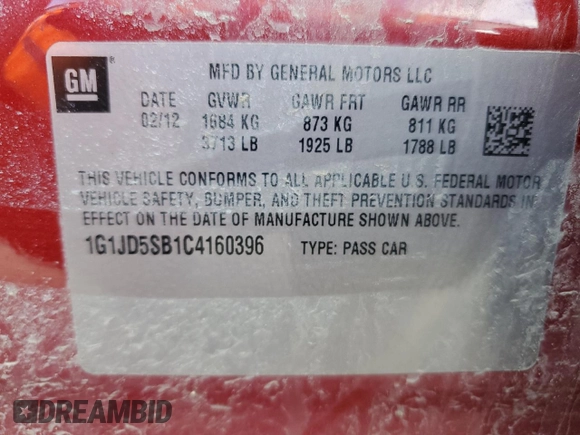 GM
MFD BY GENERAL MOTORS LLC
DATE GVWR GAWR FRT GAWR RR
02/12 1684 KG 873 KG 811 KG
3713 LB 1925 LB 1788 LB
THIS VEHICLE CONFORMS TO ALL APPLICABLE U.S. FEDERAL MOTOR
VEHICLE SAFETY, BUMPER, AND THEFT PREVENTION STANDARDS IN
EFFECT ON THE DATE OF MANUFACTURE SHOWN ABOVE.
1G1JD5SB1C4160396 TYPE: PASS CAR
DREAMBID